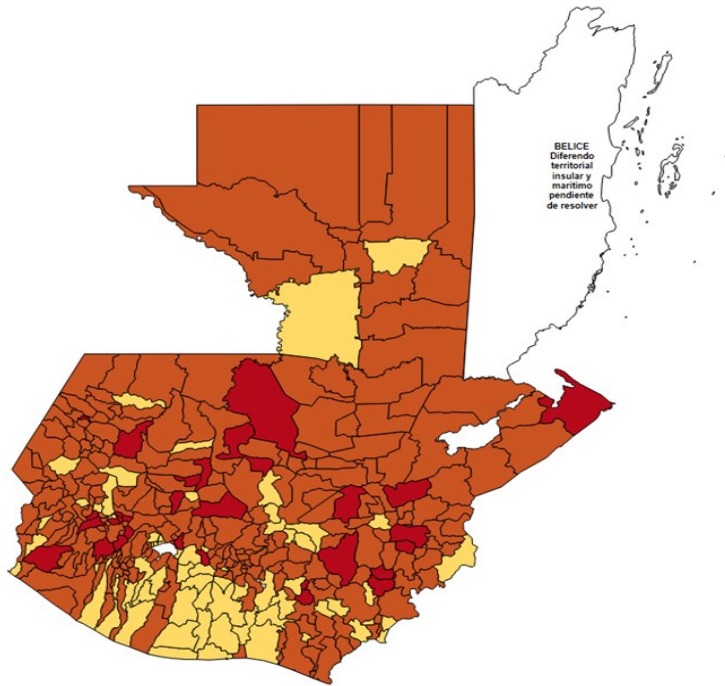 BELICE
Diferendo
territorial
insular y
marítimo
pendiente
de resolver